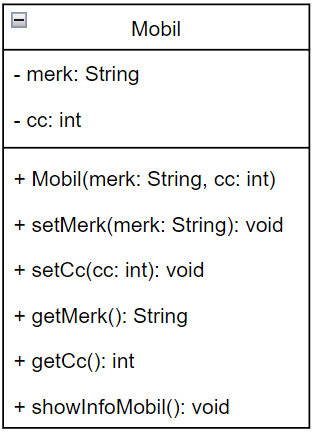 Mobil
- merk: String
- cc: int
+ Mobil(merk: String, cc: int)
+ setMerk(merk: String): void
+ setCc(cc: int): void
+ getMerk(): String
+ getCc(): int
+ showInfoMobil(): void